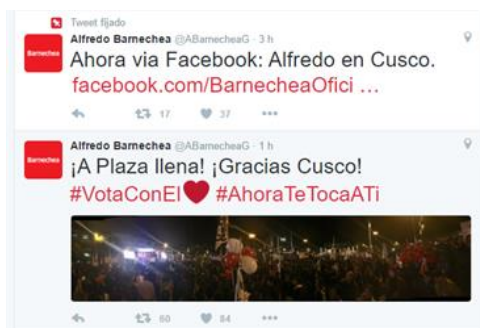 Tweet fijado
Alfredo Barnechea @ABarnecheaG · 3 h
Barnechea
Ahora via Facebook: Alfredo en Cusco.
facebook.com/BarnecheaOfici ...
17 37
Alfredo Barnechea @ABarnecheaG · 1 h
Barnechea
¡A Plaza llena! ¡Gracias Cusco!
#VotaConEl❤ #AhoraTeTocaATi
60 84